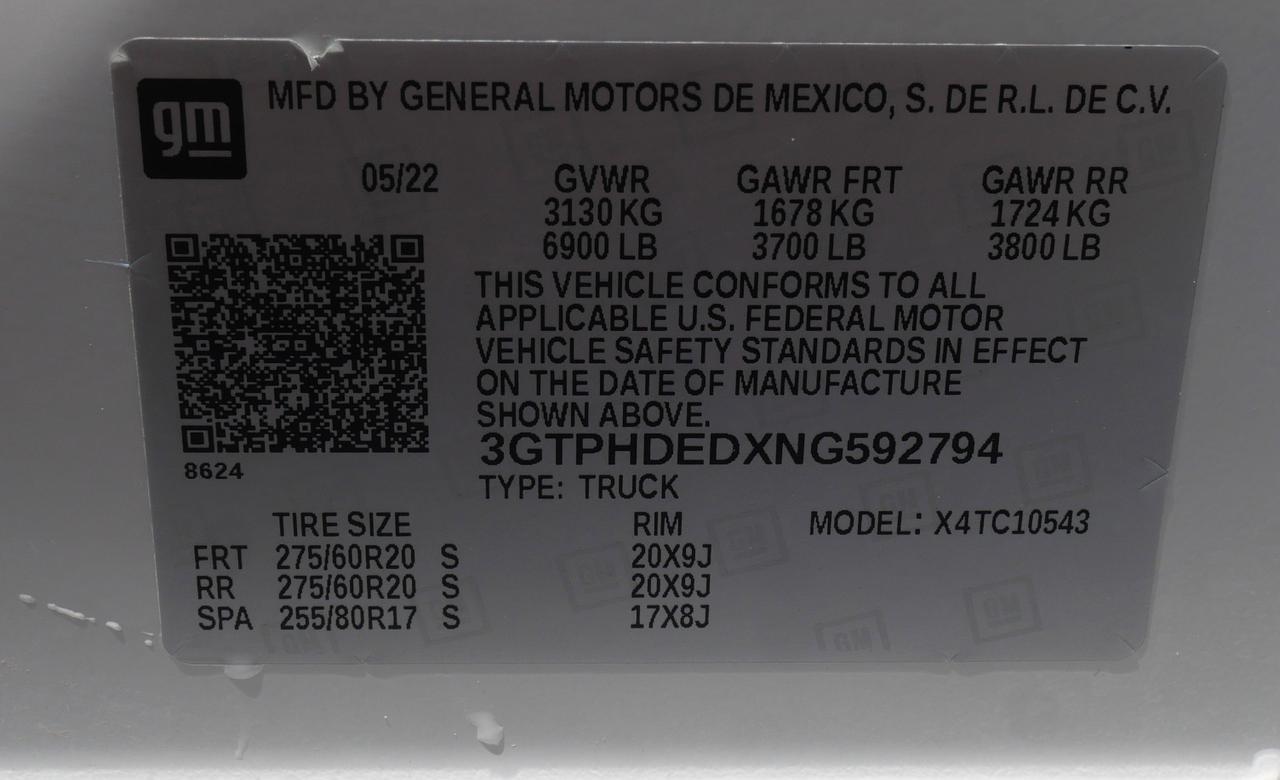 gm
MFD BY GENERAL MOTORS DE MEXICO, S. DE R.L. DE C.V.
05/22 GVWR GAWR FRT GAWR RR
3130 KG 1678 KG 1724 KG
6900 LB 3700 LB 3800 LB
THIS VEHICLE CONFORMS TO ALL
APPLICABLE U.S. FEDERAL MOTOR
VEHICLE SAFETY STANDARDS IN EFFECT
ON THE DATE OF MANUFACTURE
SHOWN ABOVE.
3GTPHDEDXNG592794
8624
TYPE: TRUCK
TIRE SIZE RIM MODEL: X4TC10543
FRT 275/60R20 S 20X9J
RR 275/60R20 S 20X9J
SPA 255/80R17 S 17X8J